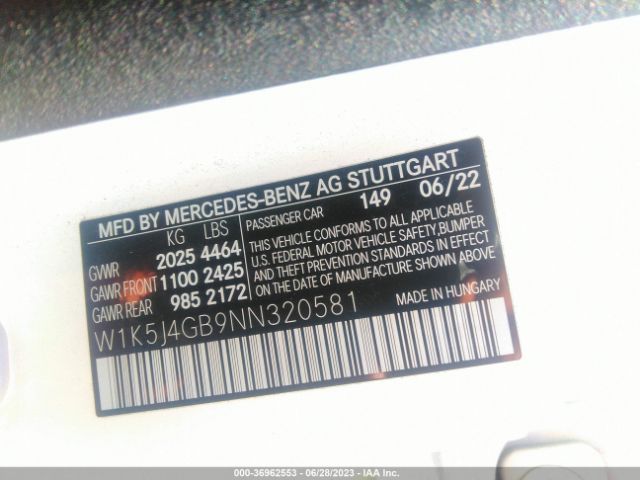 MFD BY MERCEDES-BENZ AG STUTTGART
KG LBS PASSENGER CAR 149 06/22
GVWR 2025 4464
GAWR FRONT 1100 2425
GAWR REAR 985 2172
THIS VEHICLE CONFORMS TO ALL APPLICABLE
U.S. FEDERAL MOTOR VEHICLE SAFETY, BUMPER
AND THEFT PREVENTION STANDARDS IN EFFECT
ON THE DATE OF MANUFACTURE SHOWN ABOVE
W1K5J4GB9NN320581
MADE IN HUNGARY
000-36962553 - 06/28/2023 - IAA Inc.